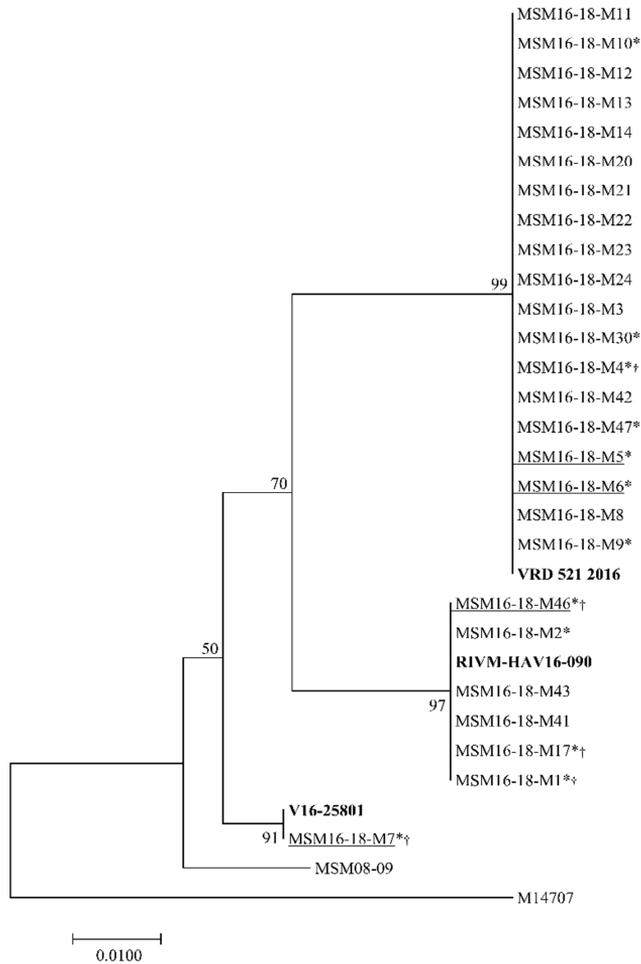 MSM16-18-M11
MSM16-18-M10*
MSM16-18-M12
MSM16-18-M13
MSM16-18-M14
MSM16-18-M20
MSM16-18-M21
MSM16-18-M22
MSM16-18-M23
MSM16-18-M24
99
MSM16-18-M3
MSM16-18-M30*
MSM16-18-M4*†
MSM16-18-M42
MSM16-18-M47*
MSM16-18-M5*
70
MSM16-18-M6*
MSM16-18-M8
MSM16-18-M9*
VRD 521 2016
MSM16-18-M46*†
MSM16-18-M2*
50
RIVM-HAV16-090
MSM16-18-M43
97
MSM16-18-M41
MSM16-18-M17*†
MSM16-18-M1*†
V16-25801
91
MSM16-18-M7*†
MSM08-09
M14707
0.0100